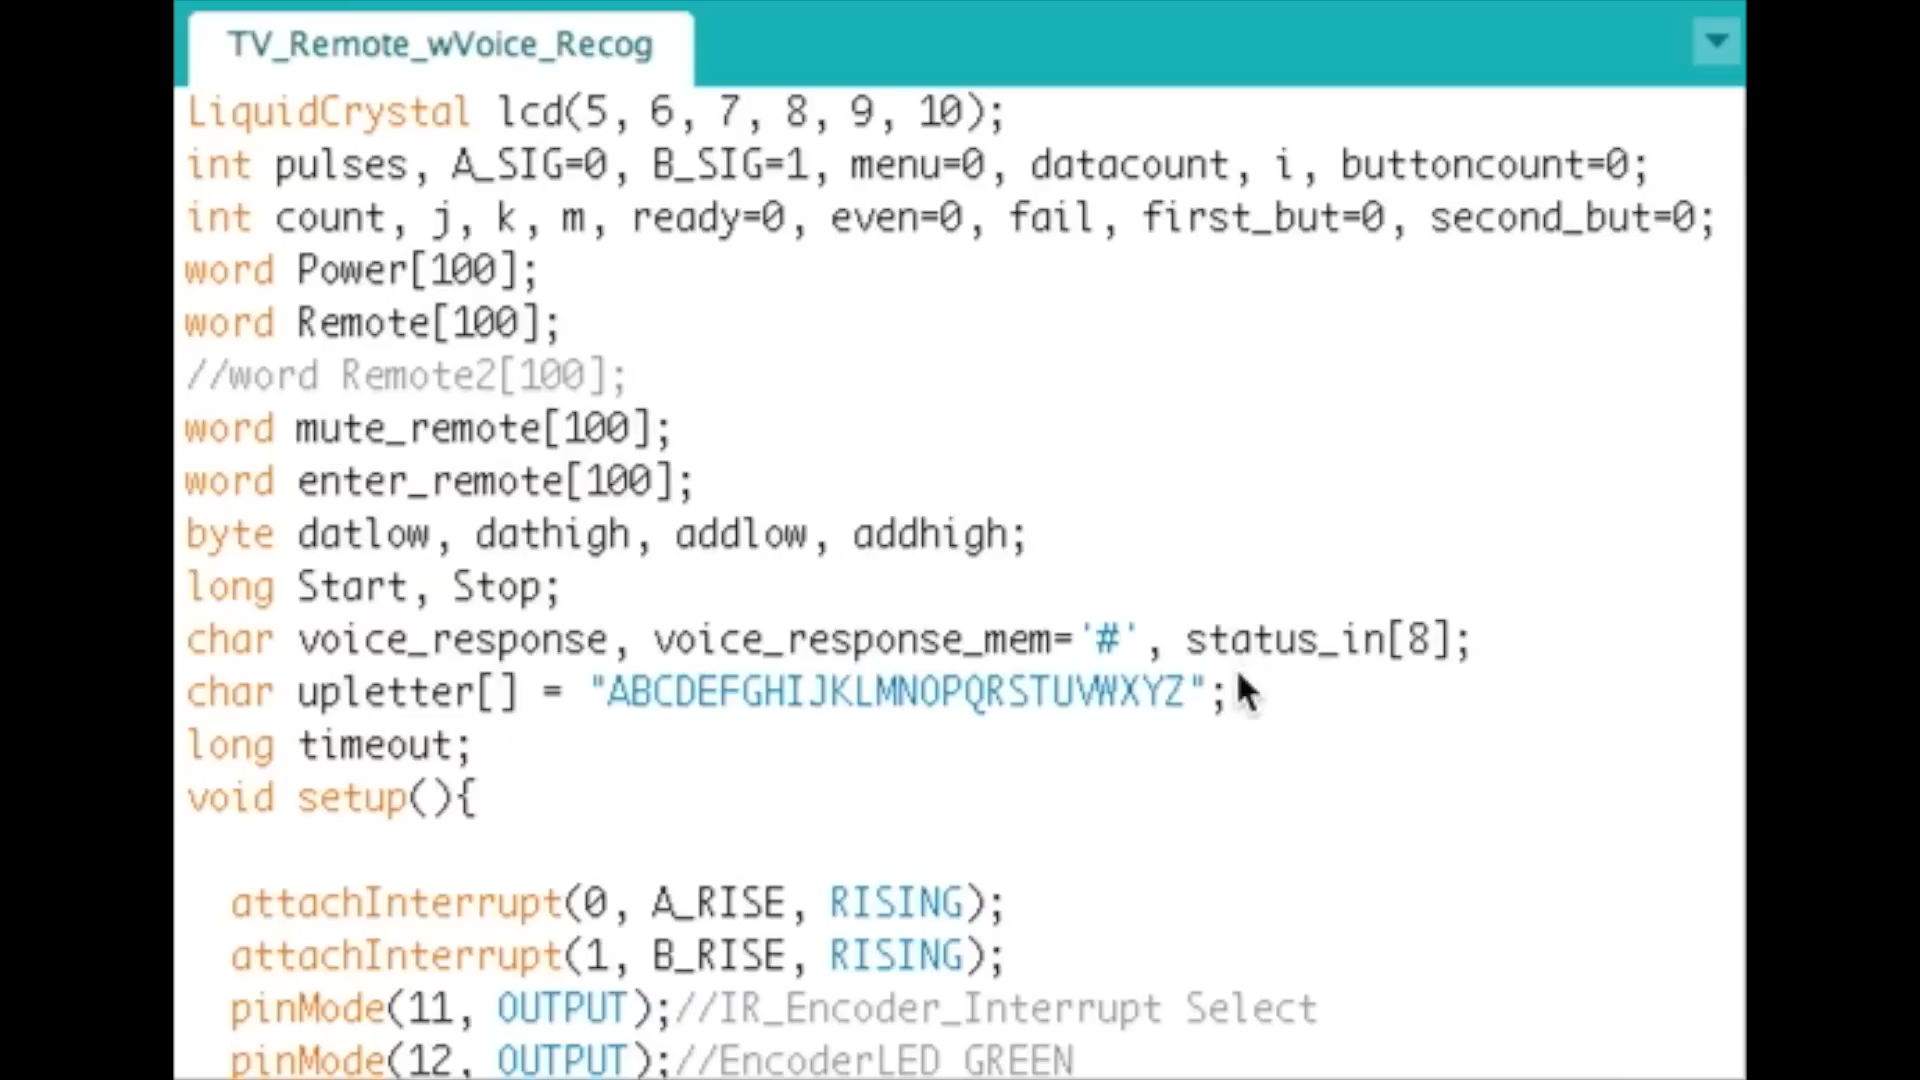 TV_Remote_wVoice_Recog
LiquidCrystal lcd(5, 6, 7, 8, 9, 10);
int pulses, A_SIG=0, B_SIG=1, menu=0, datacount, i, buttoncount=0;
int count, j, k, m, ready=0, even=0, fail, first_but=0, second_but=0;
word Power[100];
word Remote[100];
//word Remote2[100];
word mute_remote[100];
word enter_remote[100];
byte datlow, dathigh, addlow, addhigh;
long Start, Stop;
char voice_response, voice_response_mem='#', status_in[8];
char upletter[] = "ABCDEFGHIJKLMNOPQRSTUVWXYZ";
long timeout;
void setup(){
attachInterrupt(0, A_RISE, RISING);
attachInterrupt(1, B_RISE, RISING);
pinMode(11, OUTPUT);//IR_Encoder_Interrupt Select
pinMode(12, OUTPUT);//EncoderLED GREEN